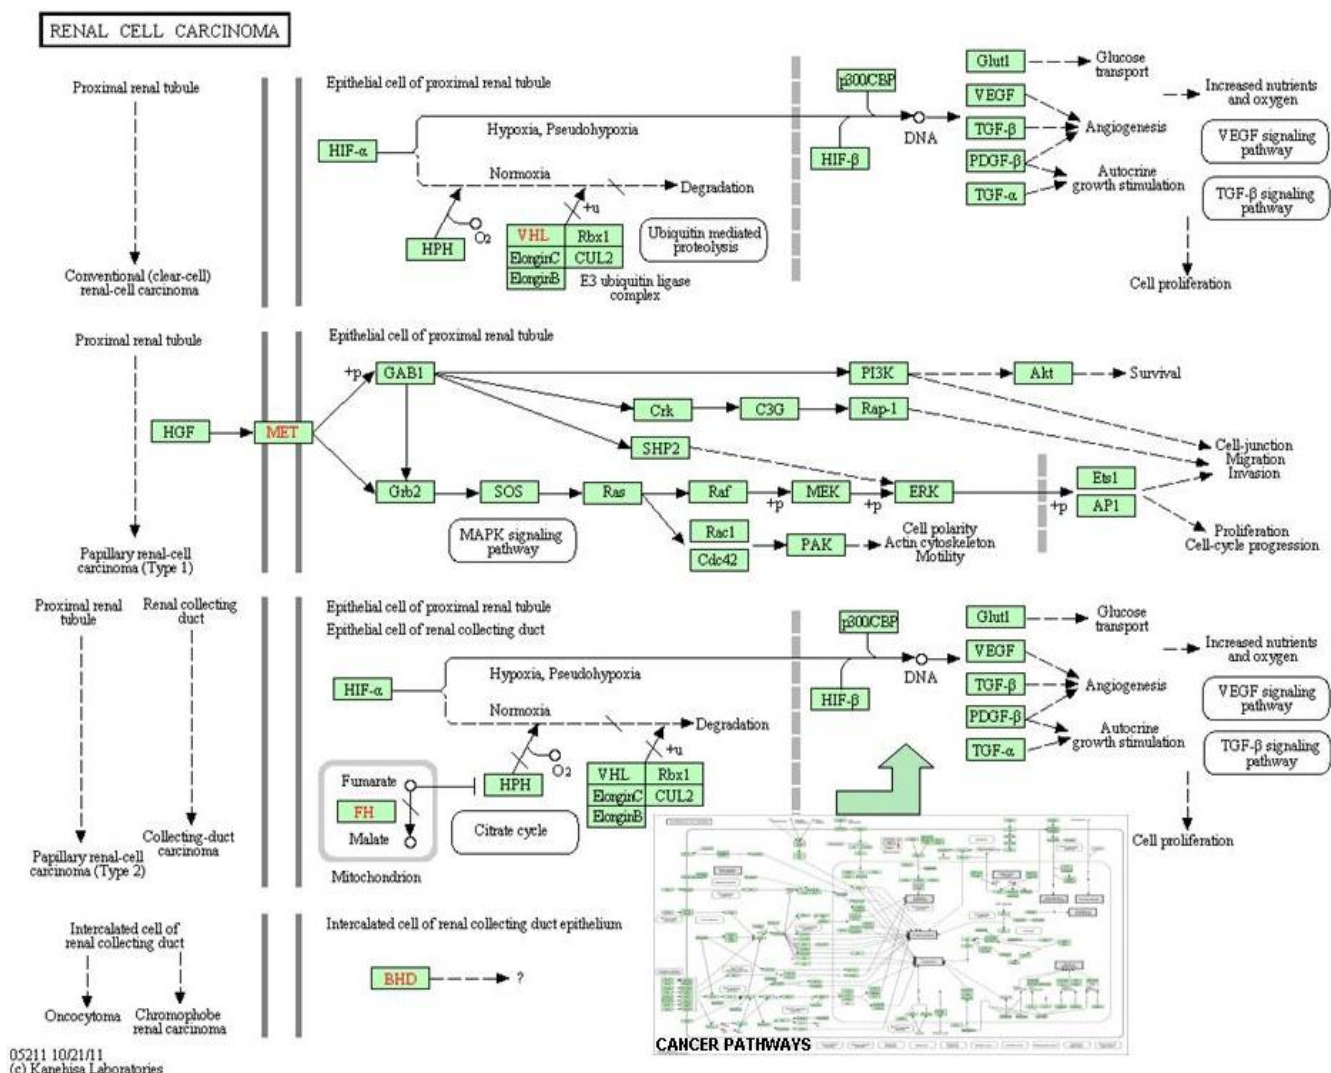 RENAL CELL CARCINOMA
Proximal renal tubule
Conventional (clear-cell)
renal-cell carcinoma
Epithelial cell of proximal renal tubule
HIF-α
Hypoxia, Pseudohypoxia
Normoxia
Degradation
HPH
O2
+u
VHL
Rbx1
ElonginC
CUL2
ElonginB
E3 ubiquitin ligase
complex
Ubiquitin mediated
proteolysis
p300/CBP
HIF-β
DNA
Glut1
VEGF
TGF-β
PDGF-β
TGF-α
Glucose
transport
Angiogenesis
Autocrine
growth stimulation
Increased nutrients
and oxygen
VEGF signaling
pathway
TGF-β signaling
pathway
Cell proliferation
Proximal renal tubule
Papillary renal-cell
carcinoma (Type 1)
Epithelial cell of proximal renal tubule
HGF
MET
+p
GAB1
PI3K
Akt
Survival
Crk
C3G
Rap-1
SHP2
Grb2
SOS
Ras
Raf
+p
MEK
+p
ERK
+p
Ets1
AP1
MAPK signaling
pathway
Rac1
Cdc42
PAK
Cell polarity
Actin cytoskeleton
Motility
Cell-junction
Migration
Invasion
Proliferation
Cell-cycle progression
Proximal renal
tubule
Renal collecting
duct
Papillary renal-cell
carcinoma (Type 2)
Collecting-duct
carcinoma
Epithelial cell of proximal renal tubule
Epithelial cell of renal collecting duct
HIF-α
Hypoxia, Pseudohypoxia
Normoxia
Degradation
HPH
O2
+u
VHL
Rbx1
ElonginC
CUL2
ElonginB
Fumarate
FH
Malate
Mitochondrion
Citrate cycle
p300/CBP
HIF-β
DNA
Glut1
VEGF
TGF-β
PDGF-β
TGF-α
Glucose
transport
Angiogenesis
Autocrine
growth stimulation
Increased nutrients
and oxygen
VEGF signaling
pathway
TGF-β signaling
pathway
Cell proliferation
Intercalated cell of
renal collecting duct
Oncocytoma
Chromophobe
renal carcinoma
Intercalated cell of renal collecting duct epithelium
BHD
?
CANCER PATHWAYS
05211 10/21/11
(c) Kanehisa Laboratories